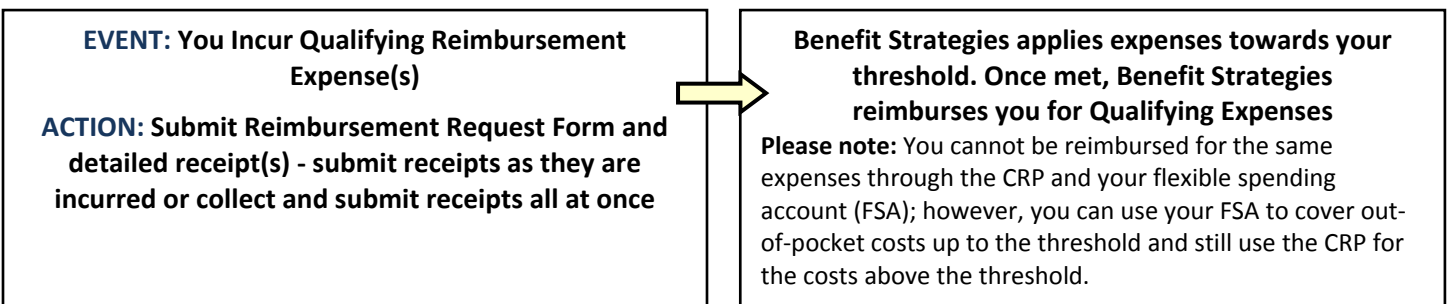 EVENT: You Incur Qualifying Reimbursement
Expense(s)
ACTION: Submit Reimbursement Request Form and
detailed receipt(s) - submit receipts as they are
incurred or collect and submit receipts all at once
Benefit Strategies applies expenses towards your
threshold. Once met, Benefit Strategies
reimburses you for Qualifying Expenses
Please note: You cannot be reimbursed for the same
expenses through the CRP and your flexible spending
account (FSA); however, you can use your FSA to cover out-
of-pocket costs up to the threshold and still use the CRP for
the costs above the threshold.